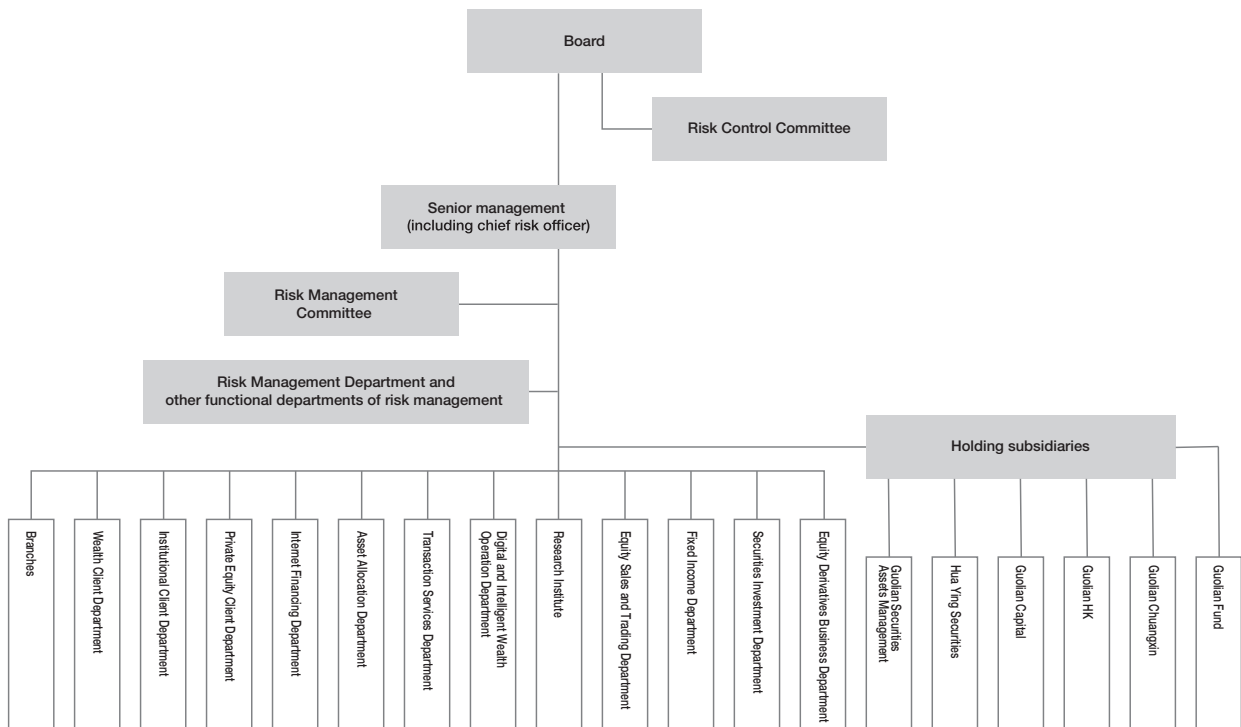 Board
Risk Control Committee
Senior management
(including chief risk officer)
Risk Management
Committee
Risk Management Department and
other functional departments of risk management
Holding subsidiaries
Branches
Wealth Client Department
Institutional Client Department
Private Equity Client Department
Internet Financing Department
Asset Allocation Department
Transaction Services Department
Digital and Intelligent Wealth
Operation Department
Research Institute
Equity Sales and Trading Department
Fixed Income Department
Securities Investment Department
Equity Derivatives Business Department
Guolian Securities
Assets Management
Hua Ying Securities
Guolian Capital
Guolian HK
Guolian Chuangxin
Guolian Fund